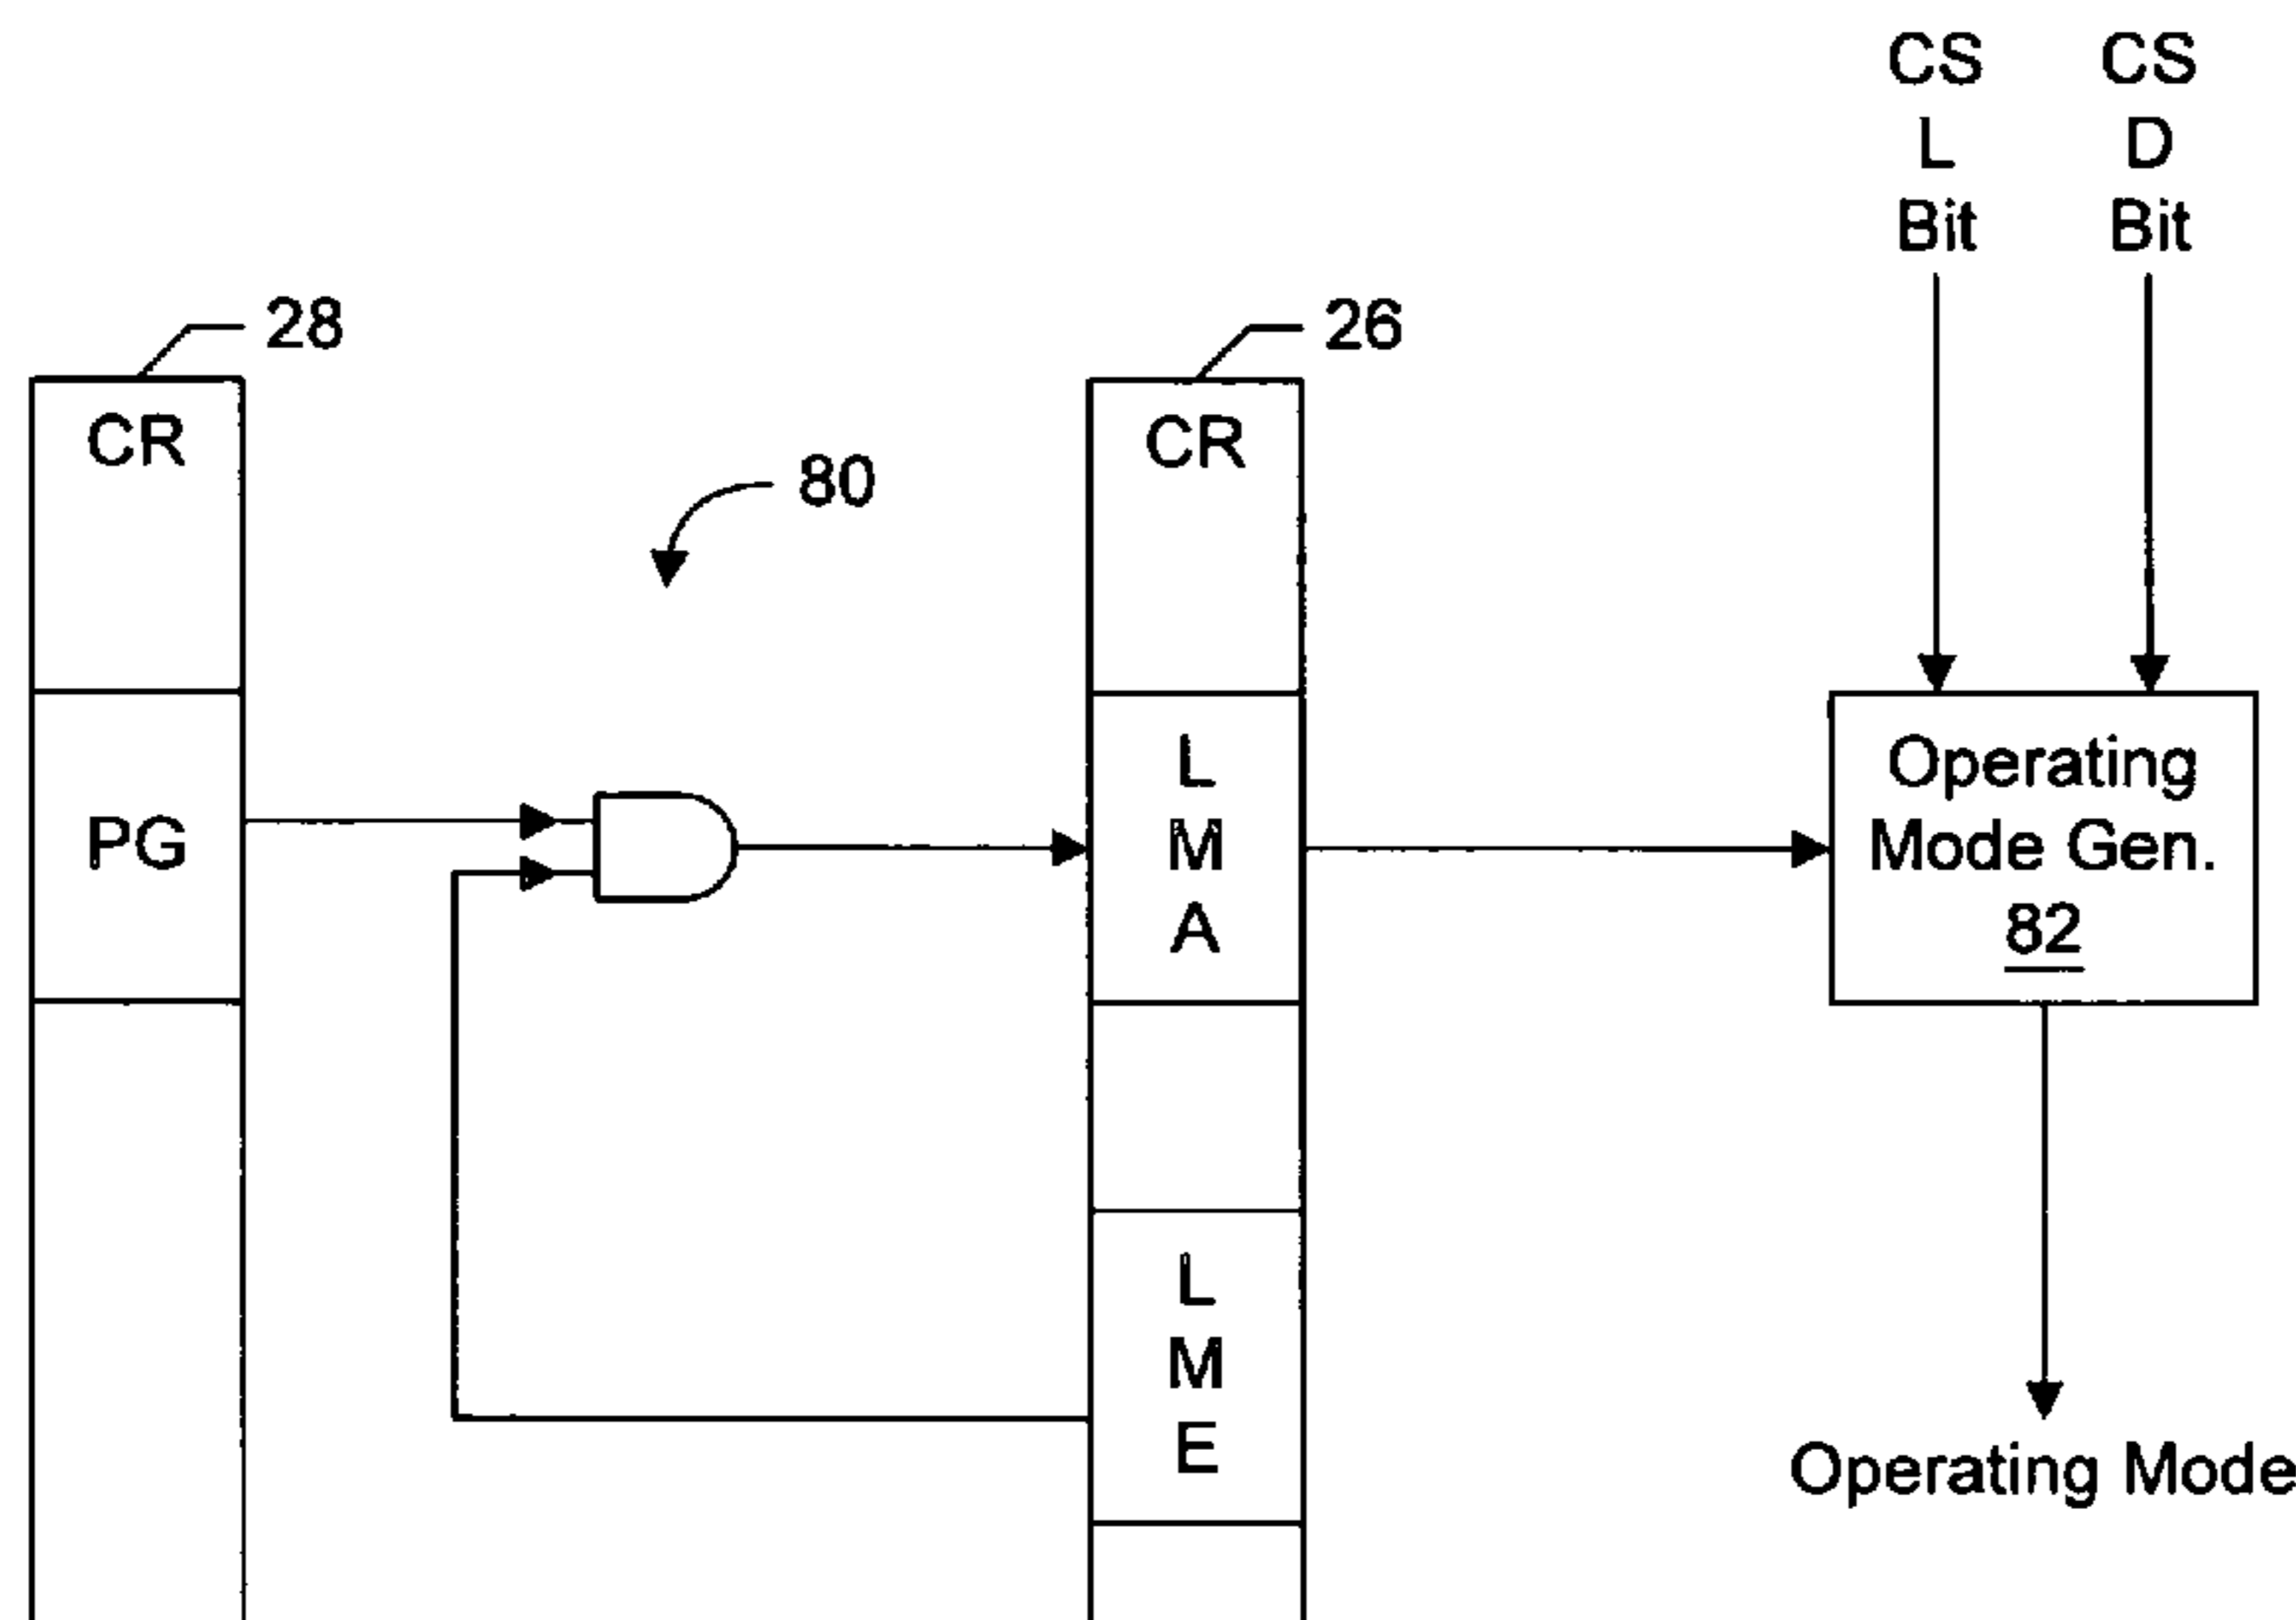 CS
L
Bit
CS
D
Bit
28
26
CR
CR
80
PG
L
M
A
Operating
Mode Gen.
82
L
M
E
Operating Mode